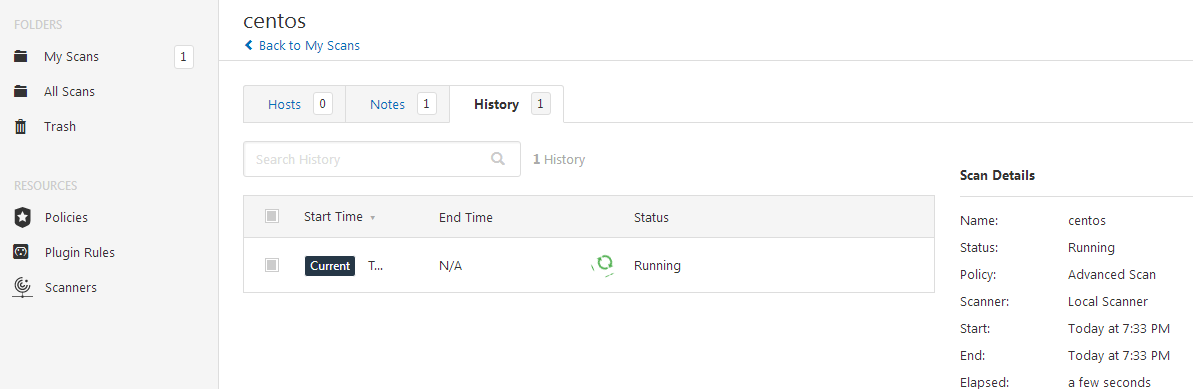 FOLDERS
My Scans 1
All Scans
Trash
RESOURCES
Policies
Plugin Rules
Scanners
centos
Back to My Scans
Hosts 0 Notes 1 History 1
Search History 1 History
Start Time End Time Status
Current T... N/A Running
Scan Details
Name: centos
Status: Running
Policy: Advanced Scan
Scanner: Local Scanner
Start: Today at 7:33 PM
End: Today at 7:33 PM
Elapsed: a few seconds